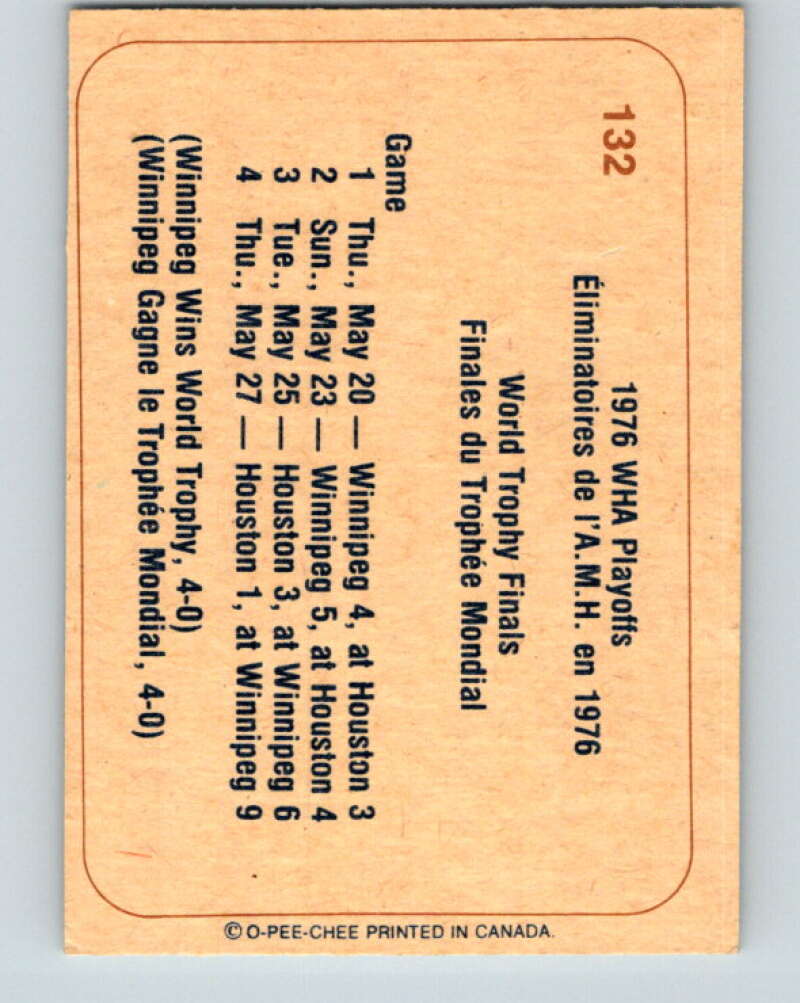 132
1976 WHA Playoffs
Éliminatoires de l'A.M.H. en 1976
World Trophy Finals
Finales du Trophée Mondial
Game
1 Thu., May 20 — Winnipeg 4, at Houston 3
2 Sun., May 23 — Winnipeg 5, at Houston 4
3 Tue., May 25 — Houston 3, at Winnipeg 6
4 Thu., May 27 — Houston 1, at Winnipeg 9
(Winnipeg Wins World Trophy, 4-0)
(Winnipeg Gagne le Trophée Mondial, 4-0)
© O-PEE-CHEE PRINTED IN CANADA.